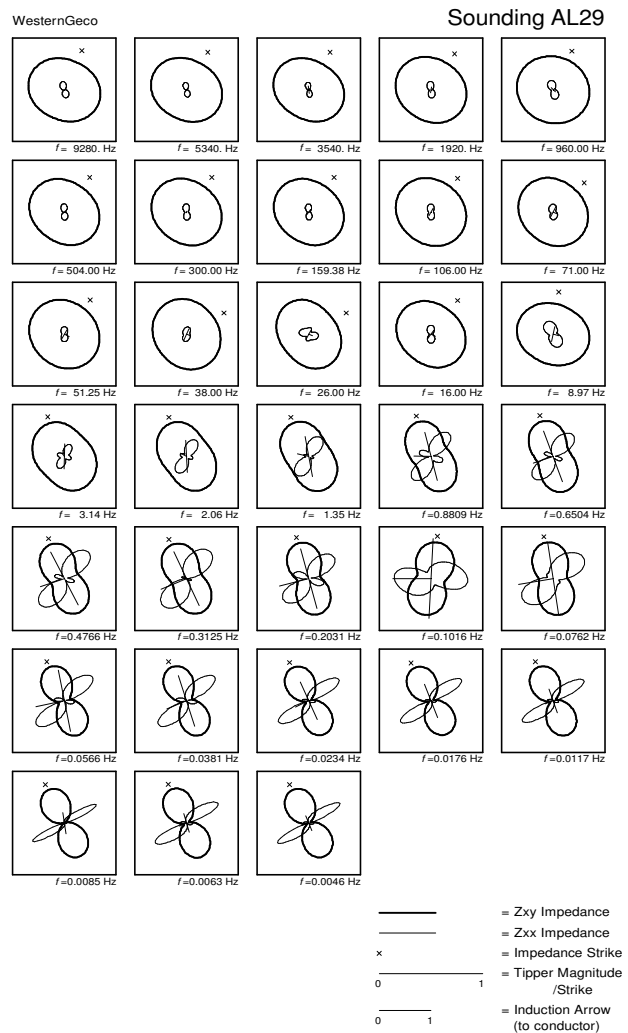 WesternGeco Sounding AL29
f = 9280. Hz f = 5340. Hz f = 3540. Hz f = 1920. Hz f = 960.00 Hz
f = 504.00 Hz f = 300.00 Hz f = 159.38 Hz f = 106.00 Hz f = 71.00 Hz
f = 51.25 Hz f = 38.00 Hz f = 26.00 Hz f = 16.00 Hz f = 8.97 Hz
f = 3.14 Hz f = 2.06 Hz f = 1.35 Hz f =0.8809 Hz f =0.6504 Hz
f =0.4766 Hz f =0.3125 Hz f =0.2031 Hz f =0.1016 Hz f =0.0762 Hz
f =0.0566 Hz f =0.0381 Hz f =0.0234 Hz f =0.0176 Hz f =0.0117 Hz
f =0.0085 Hz f =0.0063 Hz f =0.0046 Hz
= Zxy Impedance
= Zxx Impedance
× = Impedance Strike
= Tipper Magnitude
0 1 /Strike
= Induction Arrow
0 1 (to conductor)